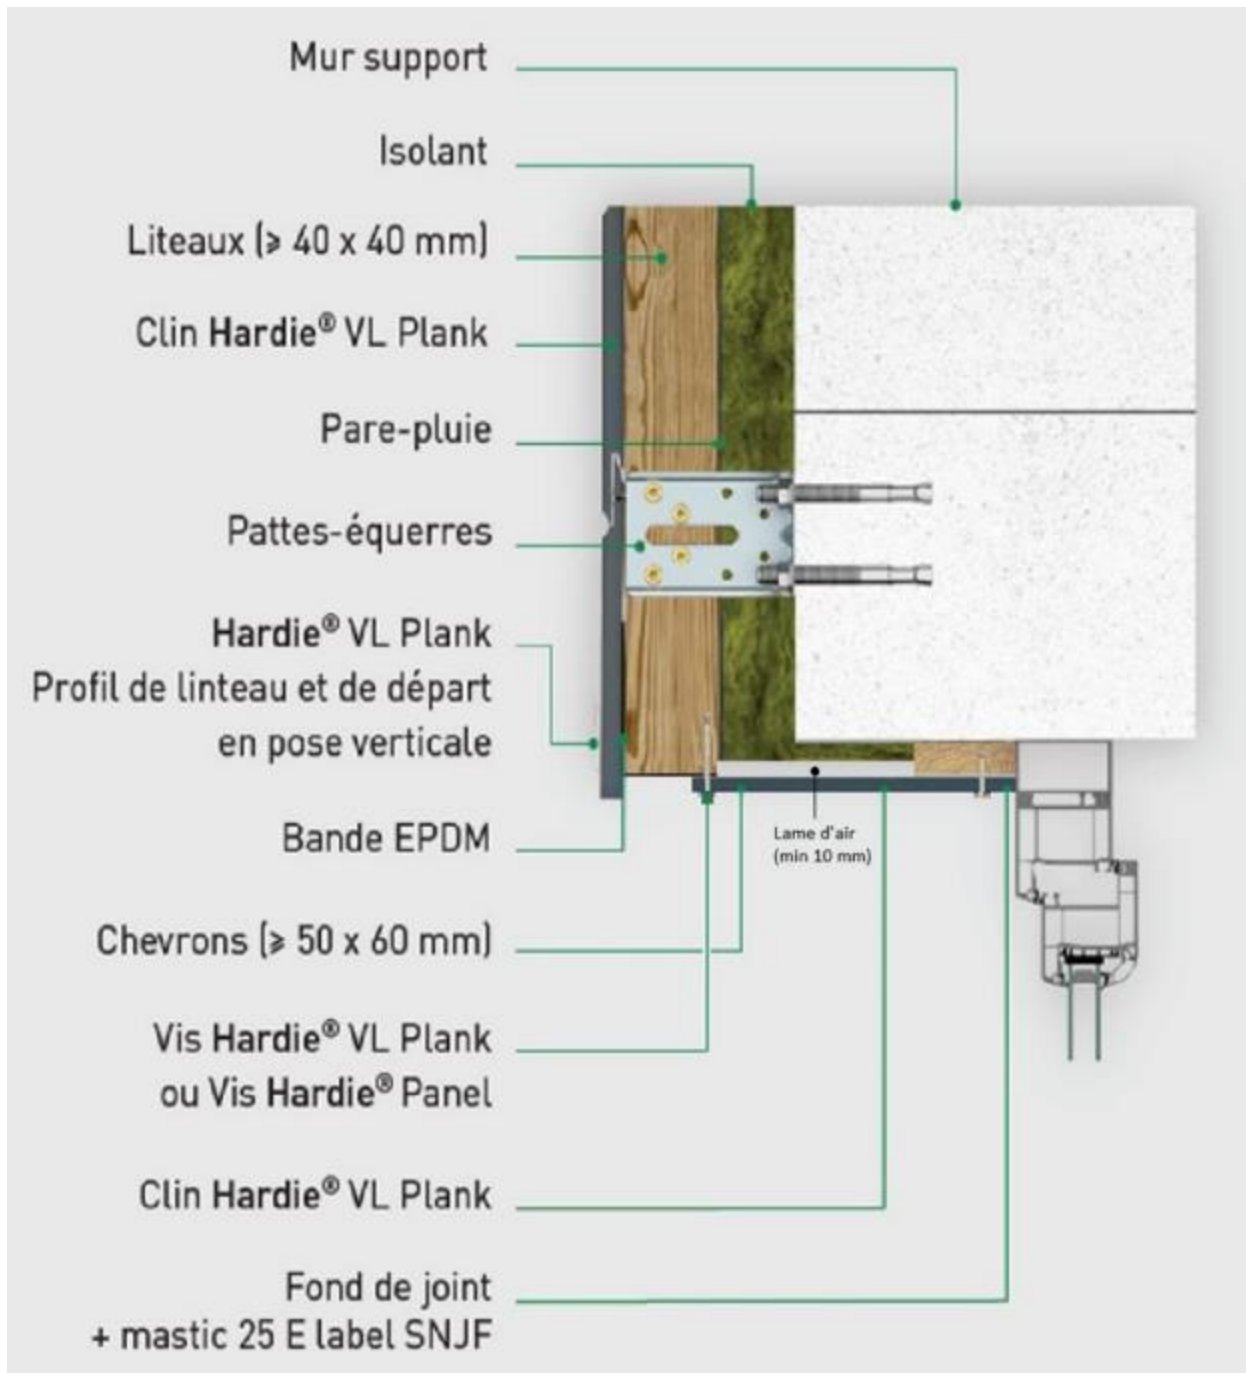 Mur support
Isolant
Liteaux (⩾ 40 x 40 mm)
Clin Hardie® VL Plank
Pare-pluie
Pattes-équerres
Hardie® VL Plank
Profil de linteau et de départ
en pose verticale
Bande EPDM
Lame d'air
(min 10 mm)
Chevrons (⩾ 50 x 60 mm)
Vis Hardie® VL Plank
ou Vis Hardie® Panel
Clin Hardie® VL Plank
Fond de joint
+ mastic 25 E label SNJF